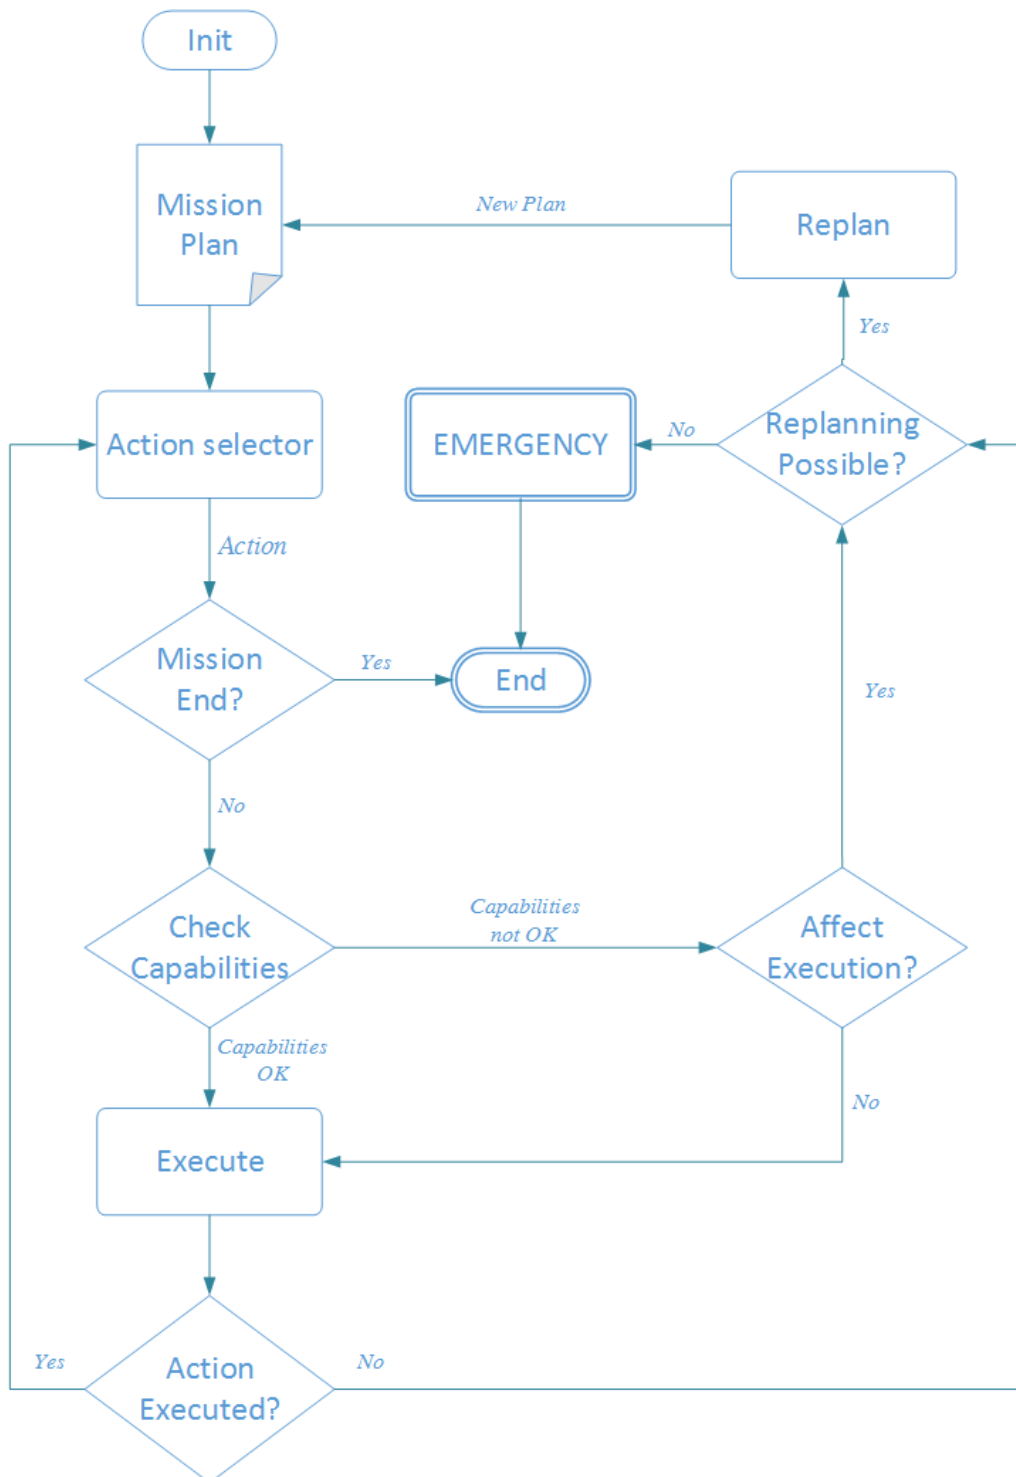 Init
Mission
Plan
New Plan
Replan
Yes
Action selector
EMERGENCY
No
Replanning
Possible?
Action
Mission
End?
Yes
End
Yes
No
Check
Capabilities
Capabilities
not OK
Affect
Execution?
Capabilities
OK
No
Execute
Yes
Action
Executed?
No